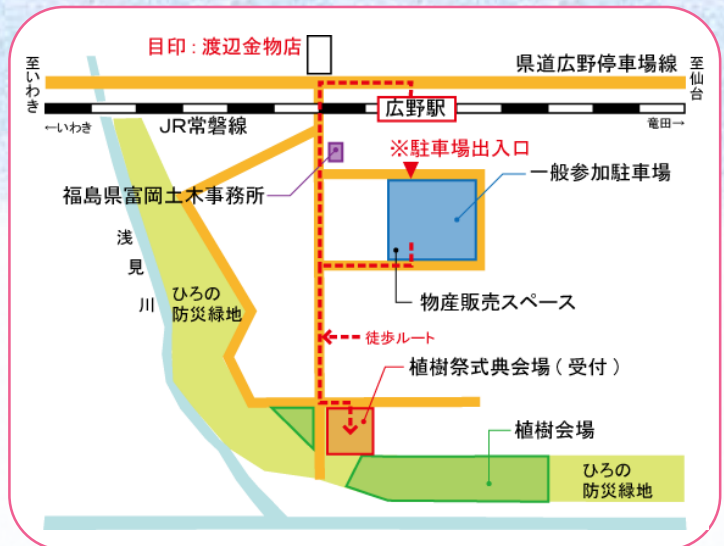 目印：渡辺金物店
至いわき
県道広野停車場線
至仙台
広野駅
←いわき
JR常磐線
竜田→
※駐車場出入口
一般参加駐車場
福島県富岡土木事務所
浅見川
ひろの
防災緑地
物産販売スペース
徒歩ルート
植樹祭式典会場（受付）
植樹会場
ひろの
防災緑地